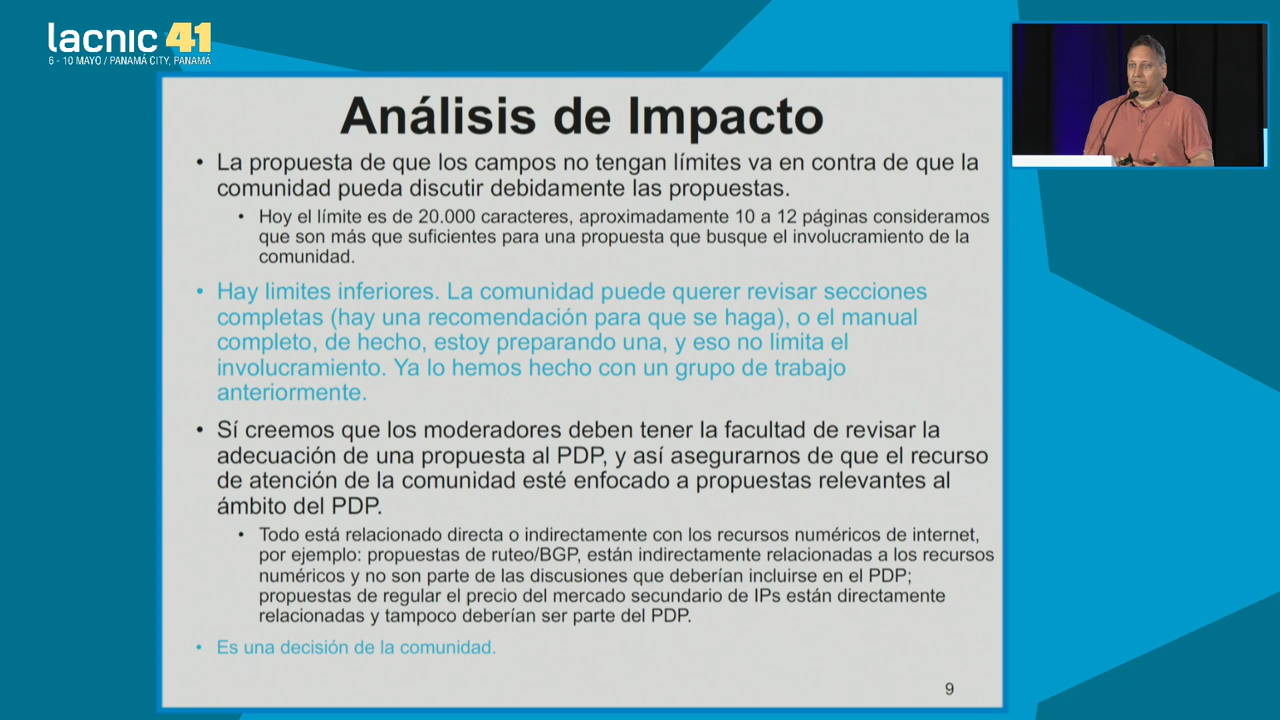 lacnic 41
6 - 10 MAYO / PANAMÁ CITY, PANAMÁ
Análisis de Impacto
• La propuesta de que los campos no tengan límites va en contra de que la
comunidad pueda discutir debidamente las propuestas.
• Hoy el límite es de 20.000 caracteres, aproximadamente 10 a 12 páginas consideramos
que son más que suficientes para una propuesta que busque el involucramiento de la
comunidad.
• Hay limites inferiores. La comunidad puede querer revisar secciones
completas (hay una recomendación para que se haga), o el manual
completo, de hecho, estoy preparando una, y eso no limita el
involucramiento. Ya lo hemos hecho con un grupo de trabajo
anteriormente.
• Sí creemos que los moderadores deben tener la facultad de revisar la
adecuación de una propuesta al PDP, y así asegurarnos de que el recurso
de atención de la comunidad esté enfocado a propuestas relevantes al
ámbito del PDP.
• Todo está relacionado directa o indirectamente con los recursos numéricos de internet,
por ejemplo: propuestas de ruteo/BGP, están indirectamente relacionadas a los recursos
numéricos y no son parte de las discusiones que deberían incluirse en el PDP;
propuestas de regular el precio del mercado secundario de IPs están directamente
relacionadas y tampoco deberían ser parte del PDP.
• Es una decisión de la comunidad.
9